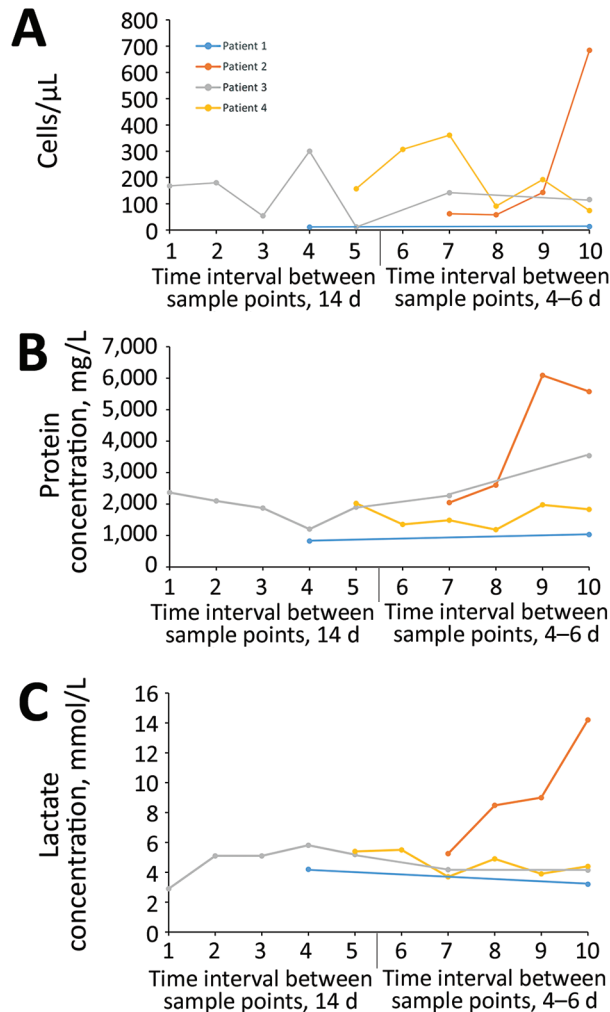 A
Cells/µL
800
700
600
500
400
300
200
100
0
Patient 1
Patient 2
Patient 3
Patient 4
1 2 3 4 5 6 7 8 9 10
Time interval between sample points, 14 d
Time interval between sample points, 4–6 d
B
Protein
concentration, mg/L
7,000
6,000
5,000
4,000
3,000
2,000
1,000
0
1 2 3 4 5 6 7 8 9 10
Time interval between sample points, 14 d
Time interval between sample points, 4–6 d
C
Lactate
concentration, mmol/L
16
14
12
10
8
6
4
2
0
1 2 3 4 5 6 7 8 9 10
Time interval between sample points, 14 d
Time interval between sample points, 4–6 d